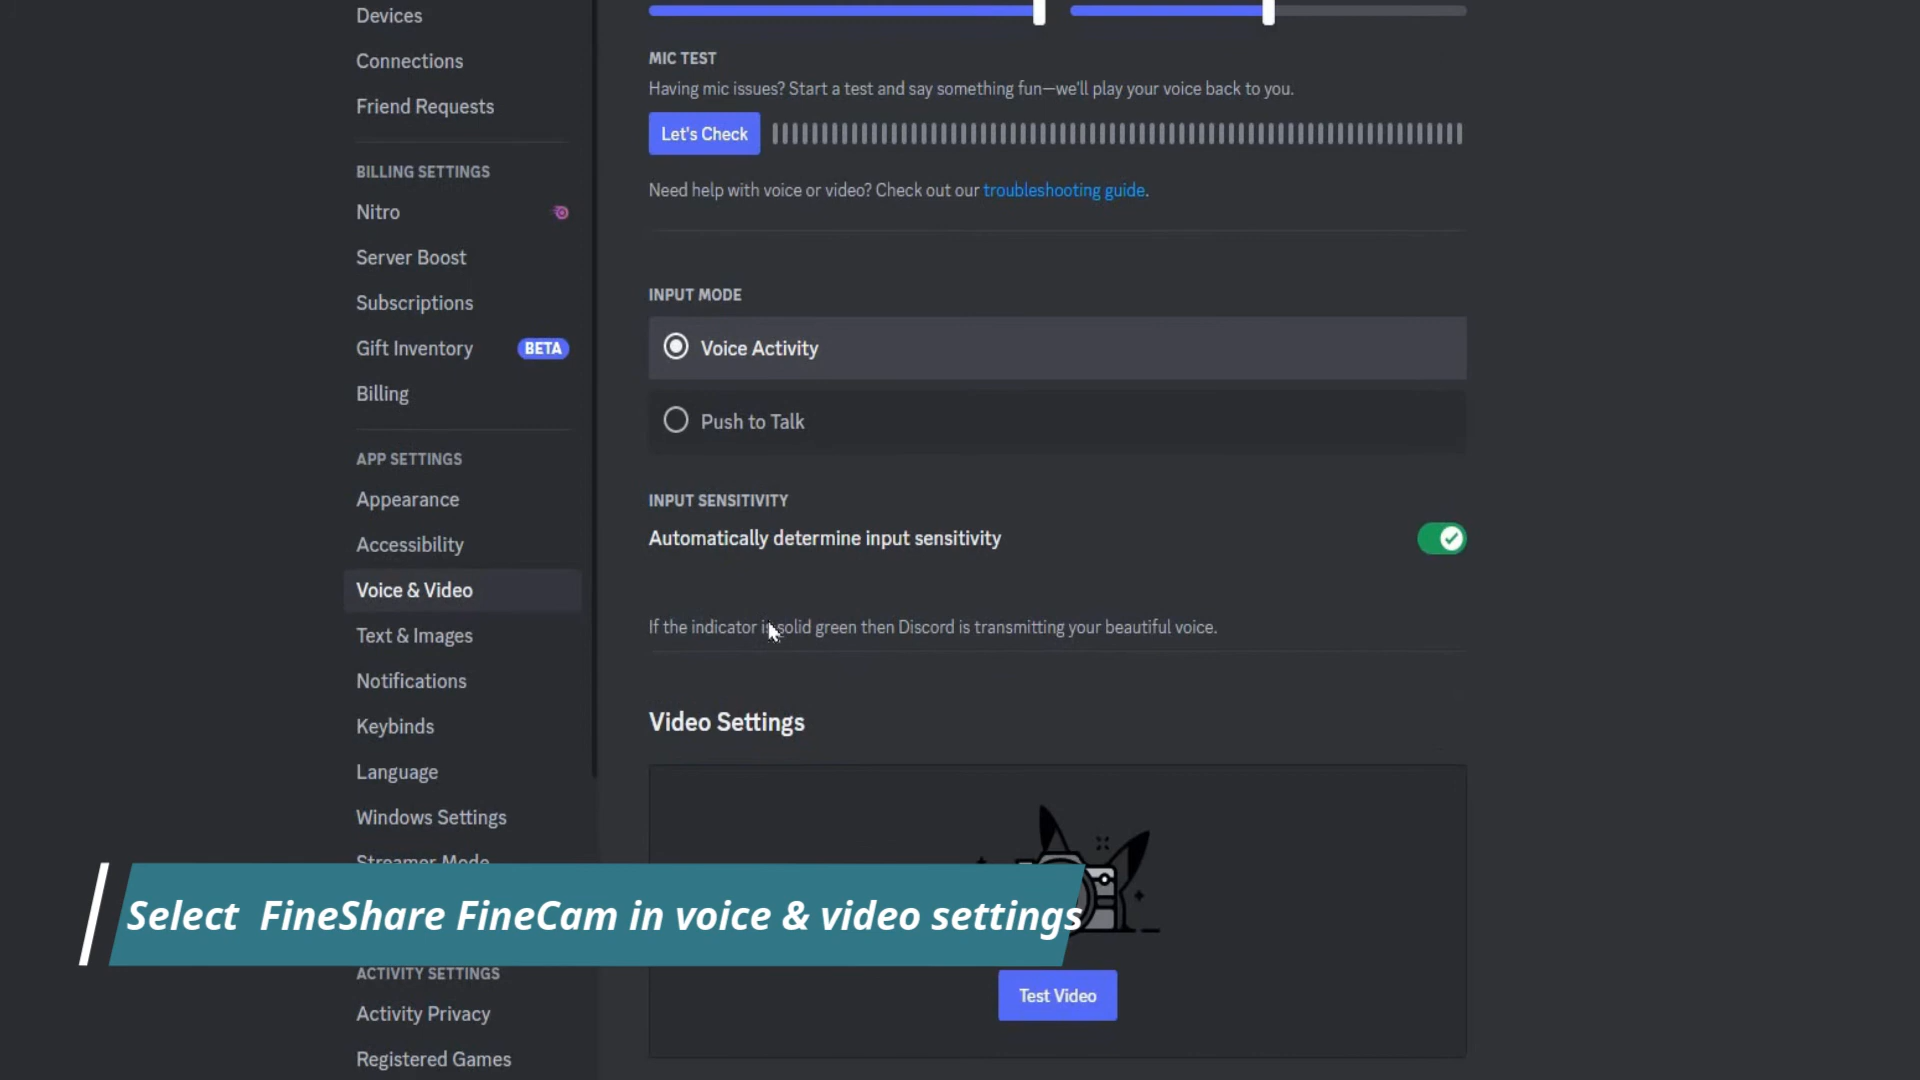 Devices
Connections
Friend Requests
BILLING SETTINGS
Nitro
Server Boost
Subscriptions
Gift Inventory BETA
Billing
APP SETTINGS
Appearance
Accessibility
Voice & Video
Text & Images
Notifications
Keybinds
Language
Windows Settings
Streamer Mode
ACTIVITY SETTINGS
Activity Privacy
Registered Games
MIC TEST
Having mic issues? Start a test and say something fun—we'll play your voice back to you.
Let's Check
Need help with voice or video? Check out our troubleshooting guide.
INPUT MODE
Voice Activity
Push to Talk
INPUT SENSITIVITY
Automatically determine input sensitivity
If the indicator is solid green then Discord is transmitting your beautiful voice.
Video Settings
Test Video
Select FineShare FineCam in voice & video settings